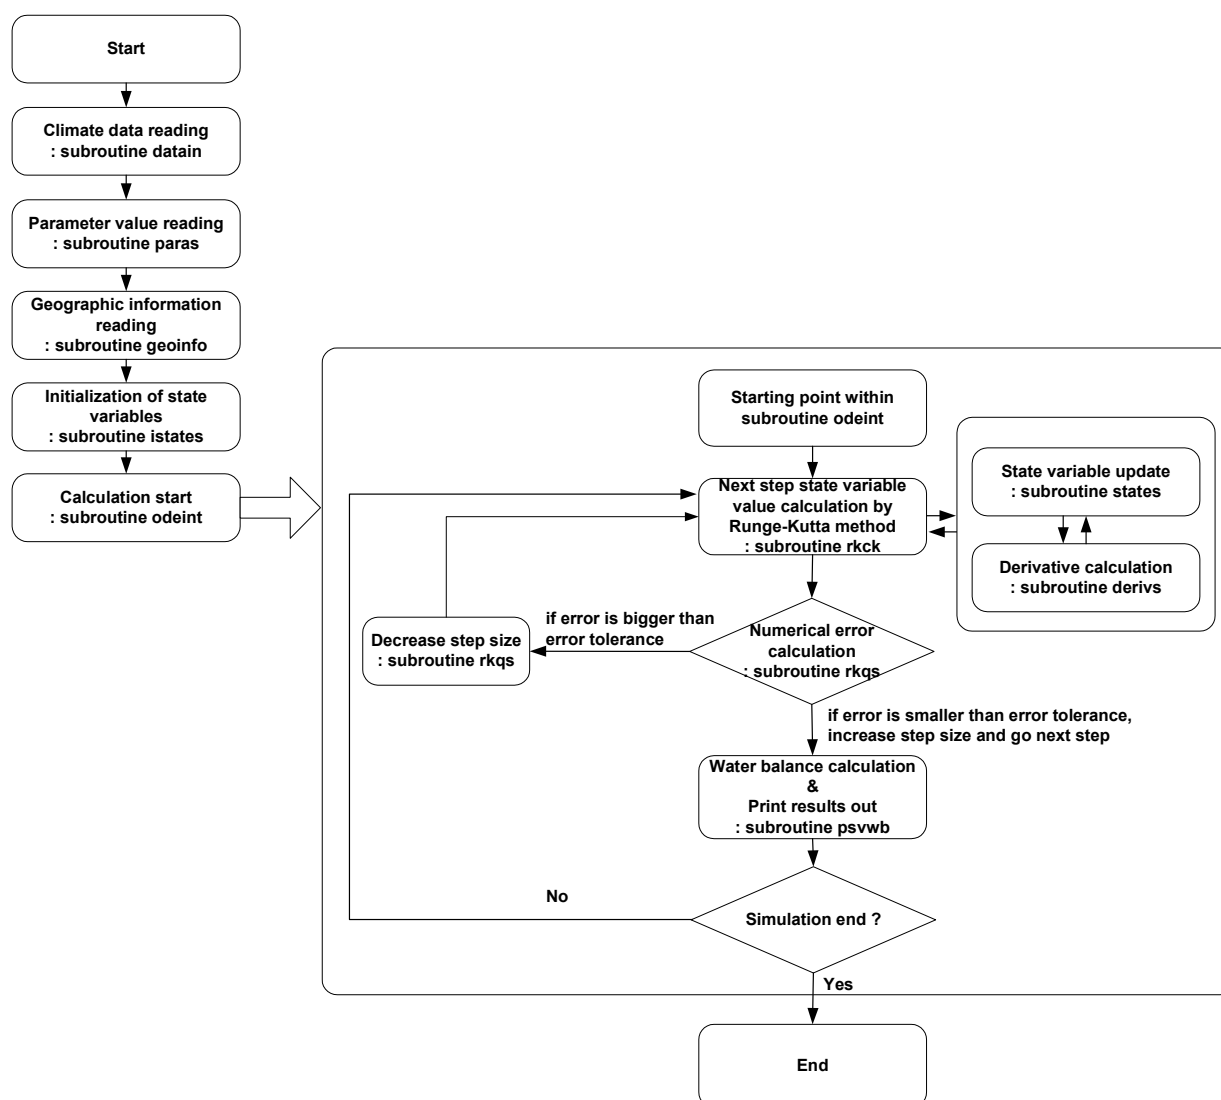 Start
Climate data reading
: subroutine datain
Parameter value reading
: subroutine paras
Geographic information
reading
: subroutine geoinfo
Initialization of state
variables
: subroutine istates
Calculation start
: subroutine odeint
Starting point within
subroutine odeint
Next step state variable
value calculation by
Runge-Kutta method
: subroutine rkck
State variable update
: subroutine states
Derivative calculation
: subroutine derivs
if error is bigger than
error tolerance
Decrease step size
: subroutine rkqs
Numerical error
calculation
: subroutine rkqs
if error is smaller than error tolerance,
increase step size and go next step
Water balance calculation
&
Print results out
: subroutine psvwb
No
Simulation end ?
Yes
End